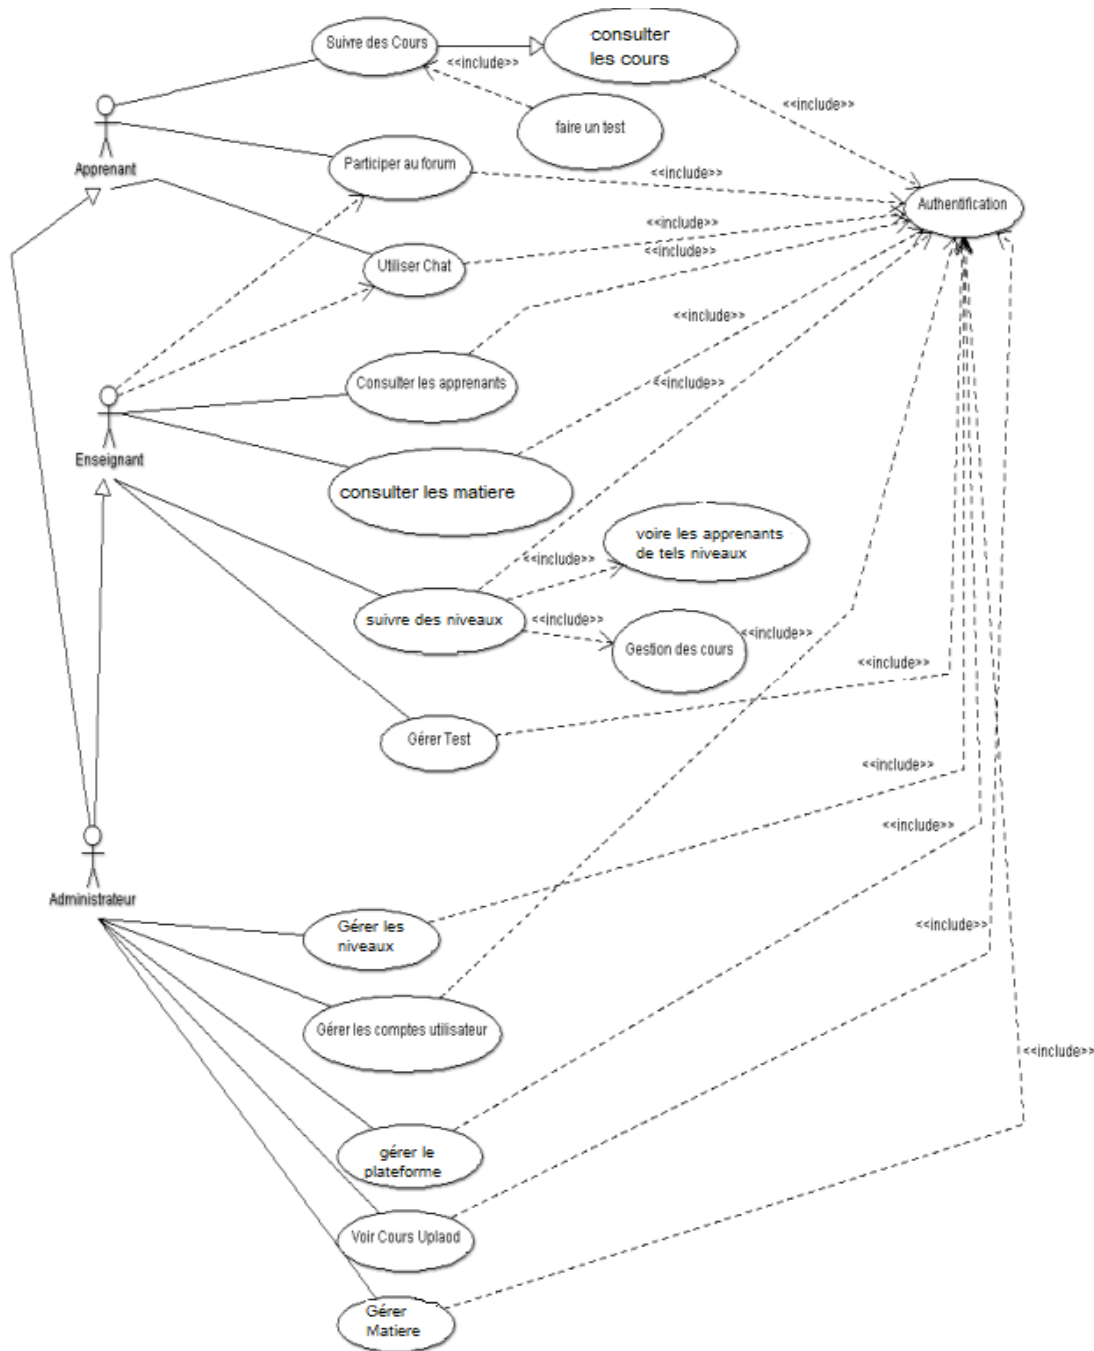 Suivre des Cours
consulter
les cours
<<include>>
<<include>>
faire un test
Apprenant
Participer au forum
<<include>>
Authentification
<<include>>
<<include>>
Utiliser Chat
<<include>>
Consulter les apprenants
<<include>>
Enseignant
consulter les matiere
voire les apprenants
de tels niveaux
<<include>>
suivre des niveaux
<<include>>
Gestion des cours
<<include>>
<<include>>
Gérer Test
<<include>>
<<include>>
Administrateur
Gérer les
niveaux
<<include>>
Gérer les comptes utilisateur
<<include>>
gérer le
plateforme
Voir Cours Uplaod
Gérer
Matiere